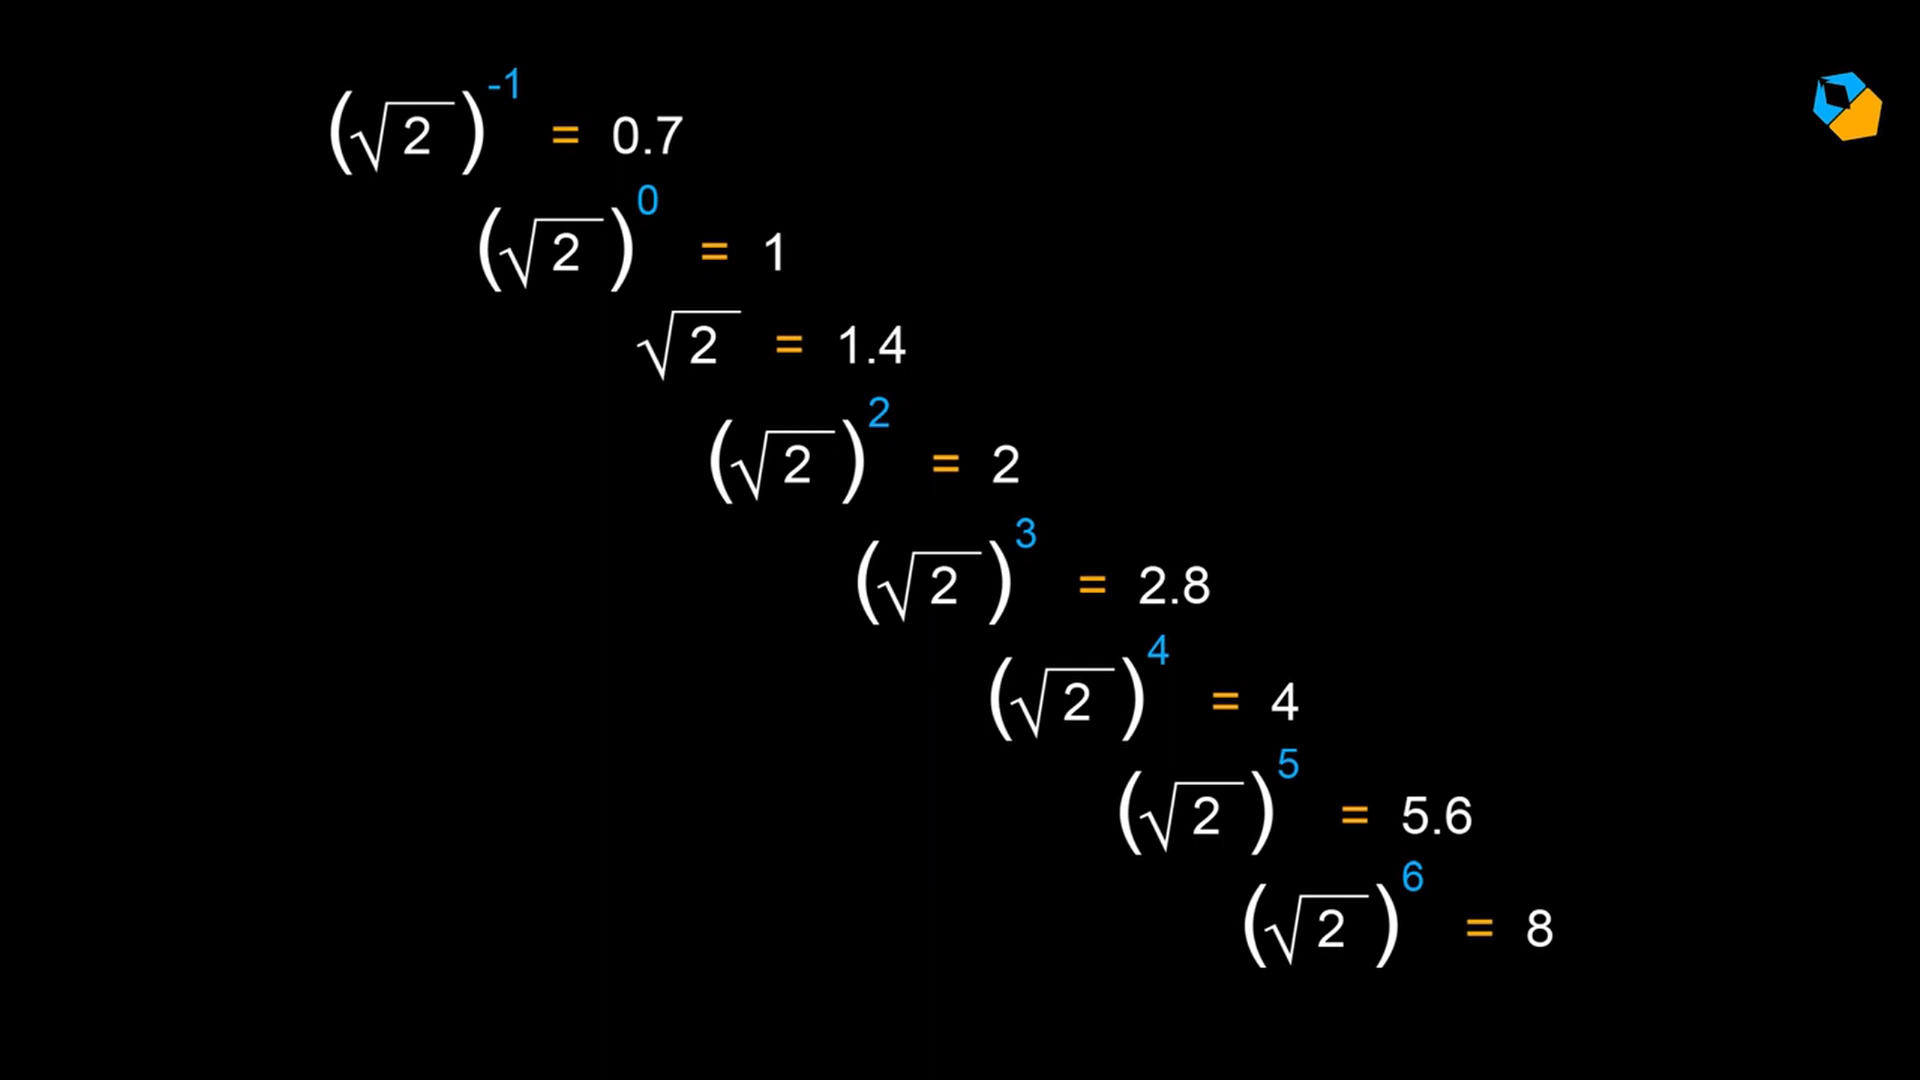 (√2)^-1 = 0.7
(√2)^0 = 1
√2 = 1.4
(√2)^2 = 2
(√2)^3 = 2.8
(√2)^4 = 4
(√2)^5 = 5.6
(√2)^6 = 8